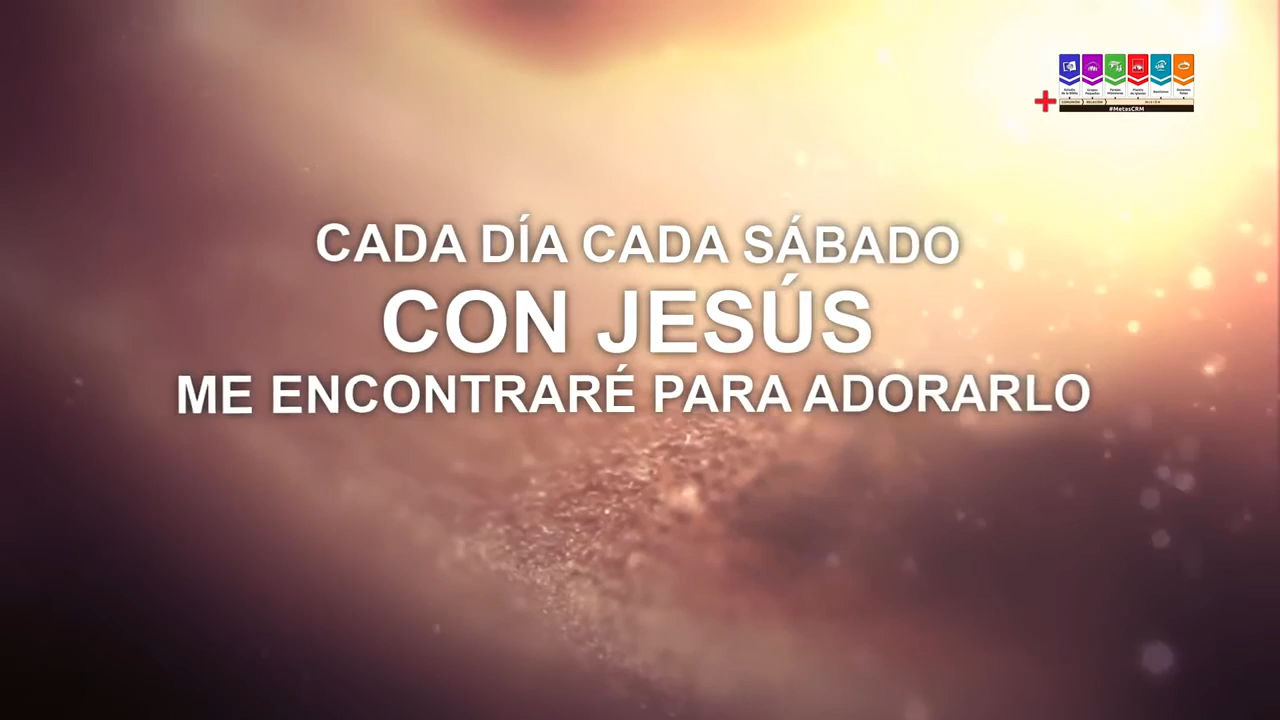 CADA DÍA CADA SÁBADO
CON JESÚS
ME ENCONTRARÉ PARA ADORARLO
#MetasCRM